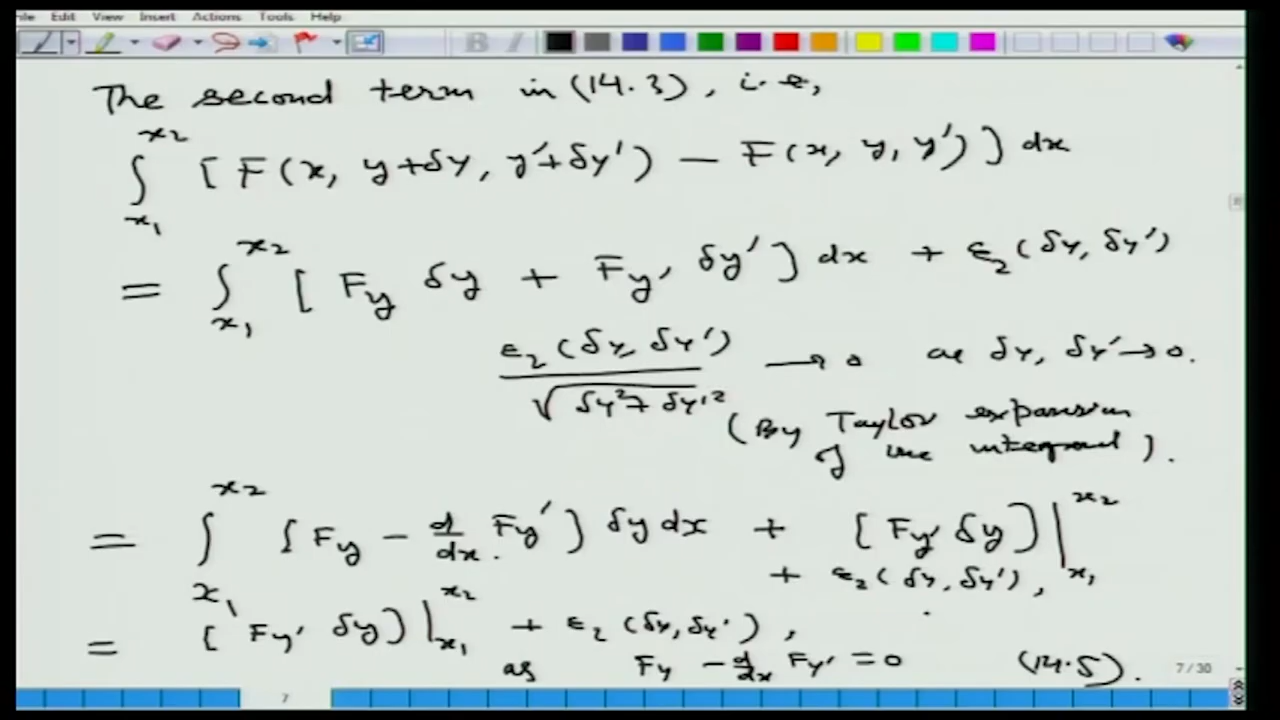 File Edit View Insert Actions Tools Help
The second term in (14.3), i.e,
∫_{x₁}^{x₂} [F(x, y+δy, y'+δy') − F(x, y, y')] dx
= ∫_{x₁}^{x₂} [F_y δy + F_y' δy'] dx + ε₂(δy, δy')
ε₂(δy, δy') / √(δy²+δy'²) → 0 as δy, δy' → 0.
(By Taylor expansion
of the integrand).
= ∫_{x₁}^{x₂} [F_y − d/dx F_y'] δy dx + [F_y' δy]|_{x₁}^{x₂}
+ ε₂(δy, δy'),
= [F_y' δy]|_{x₁}^{x₂} + ε₂(δy, δy'),
as F_y − d/dx F_y' = 0 (14.5).
7/30
7